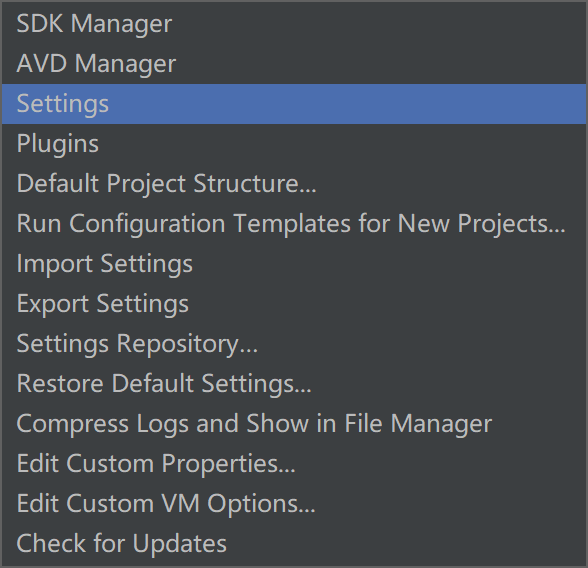 SDK Manager
AVD Manager
Settings
Plugins
Default Project Structure...
Run Configuration Templates for New Projects...
Import Settings
Export Settings
Settings Repository...
Restore Default Settings...
Compress Logs and Show in File Manager
Edit Custom Properties...
Edit Custom VM Options...
Check for Updates